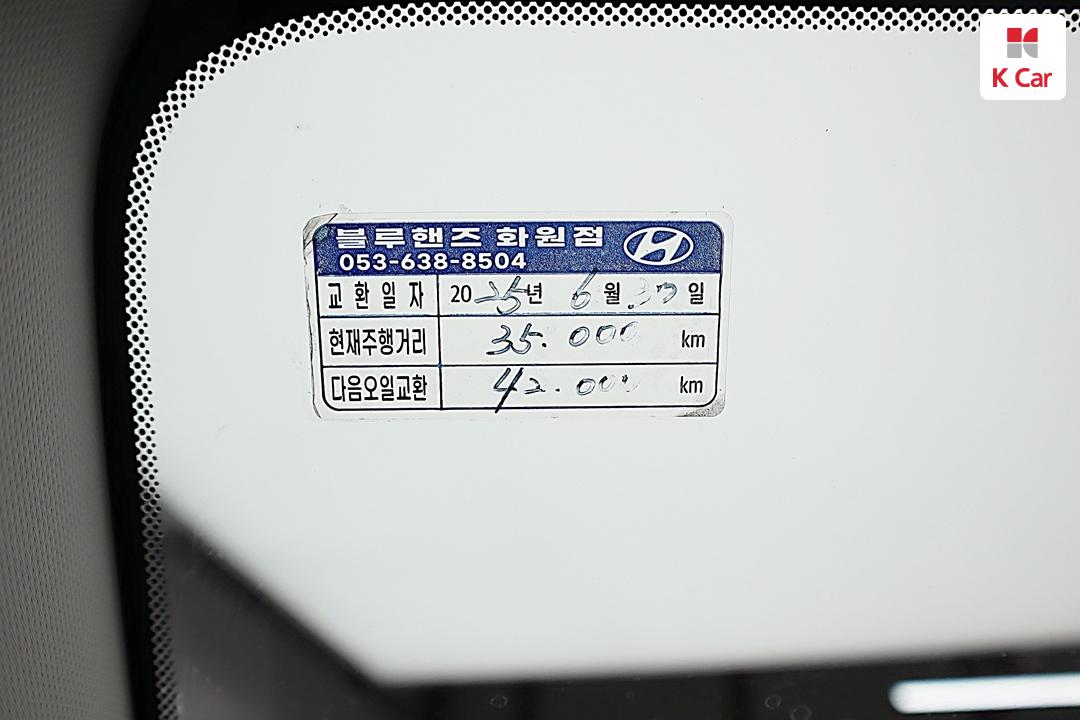 K Car
블루핸즈 화원점
053-638-8504
교환일자 2025년 6월 30일
현재주행거리 35.000 km
다음오일교환 42.000 km